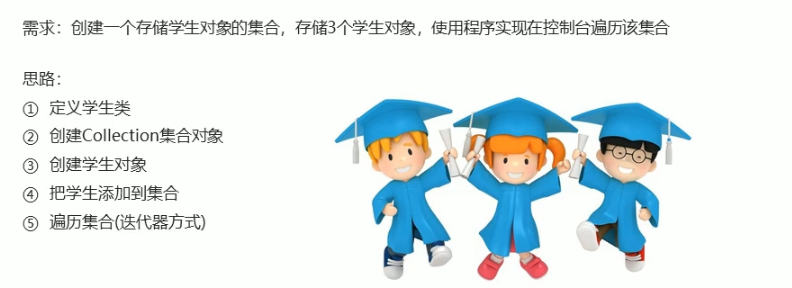 需求：创建一个存储学生对象的集合，存储3个学生对象，使用程序实现在控制台遍历该集合
思路：
① 定义学生类
② 创建Collection集合对象
③ 创建学生对象
④ 把学生添加到集合
⑤ 遍历集合(迭代器方式)